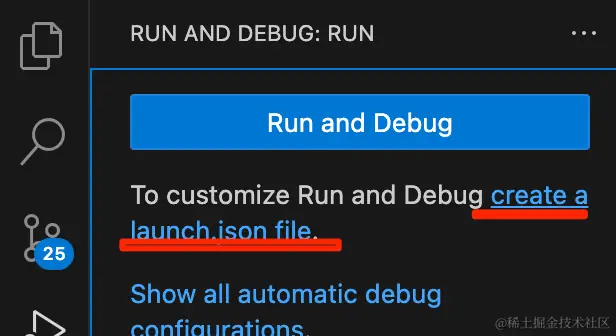 RUN AND DEBUG: RUN
Run and Debug
To customize Run and Debug create a
launch.json file.
25
Show all automatic debug
configurations.
@稀土掘金技术社区